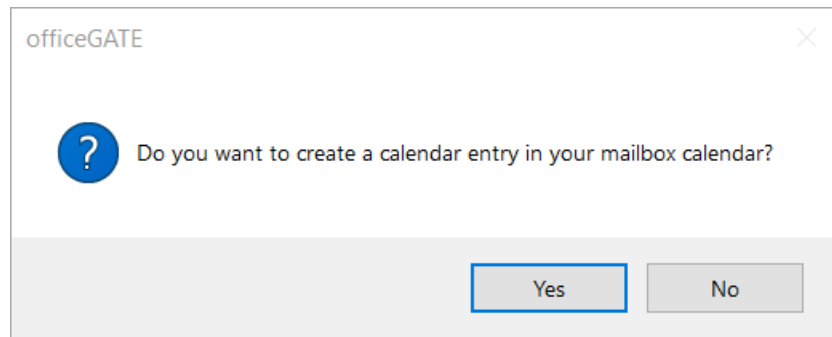 officeGATE
Do you want to create a calendar entry in your mailbox calendar?
Yes
No